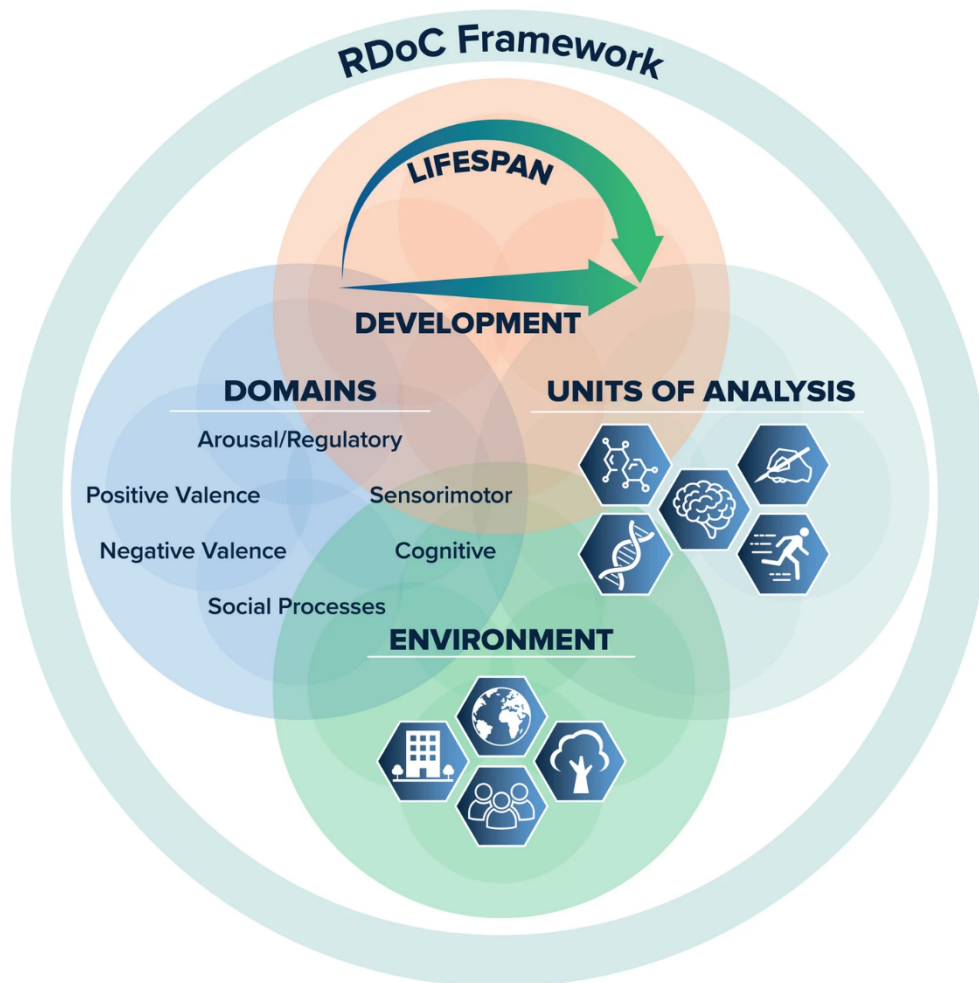 RDoC Framework
LIFESPAN
DEVELOPMENT
DOMAINS
Arousal/Regulatory
Positive Valence
Sensorimotor
Negative Valence
Cognitive
Social Processes
UNITS OF ANALYSIS
ENVIRONMENT